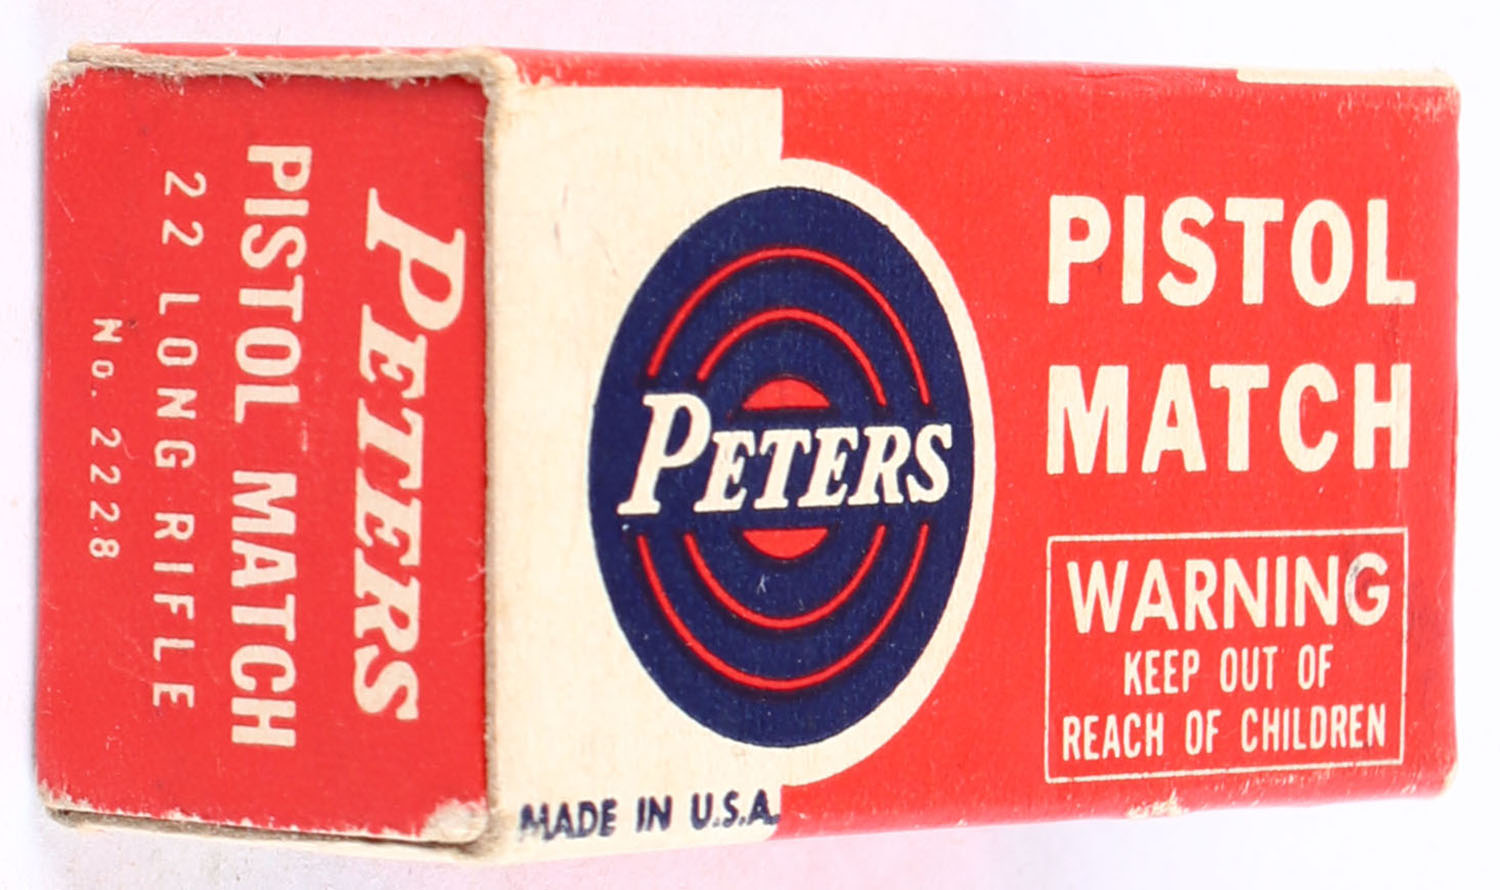 PETERS
PISTOL MATCH
22 LONG RIFLE
No. 2228
PETERS
MADE IN U.S.A.
PISTOL
MATCH
WARNING
KEEP OUT OF
REACH OF CHILDREN